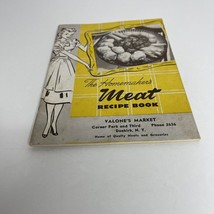 The Homemaker's
Meat
RECIPE BOOK
VALONE'S MARKET
Corner Park and Third Phone 2656
Dunkirk, N. Y.
Home of Quality Meats and Groceries